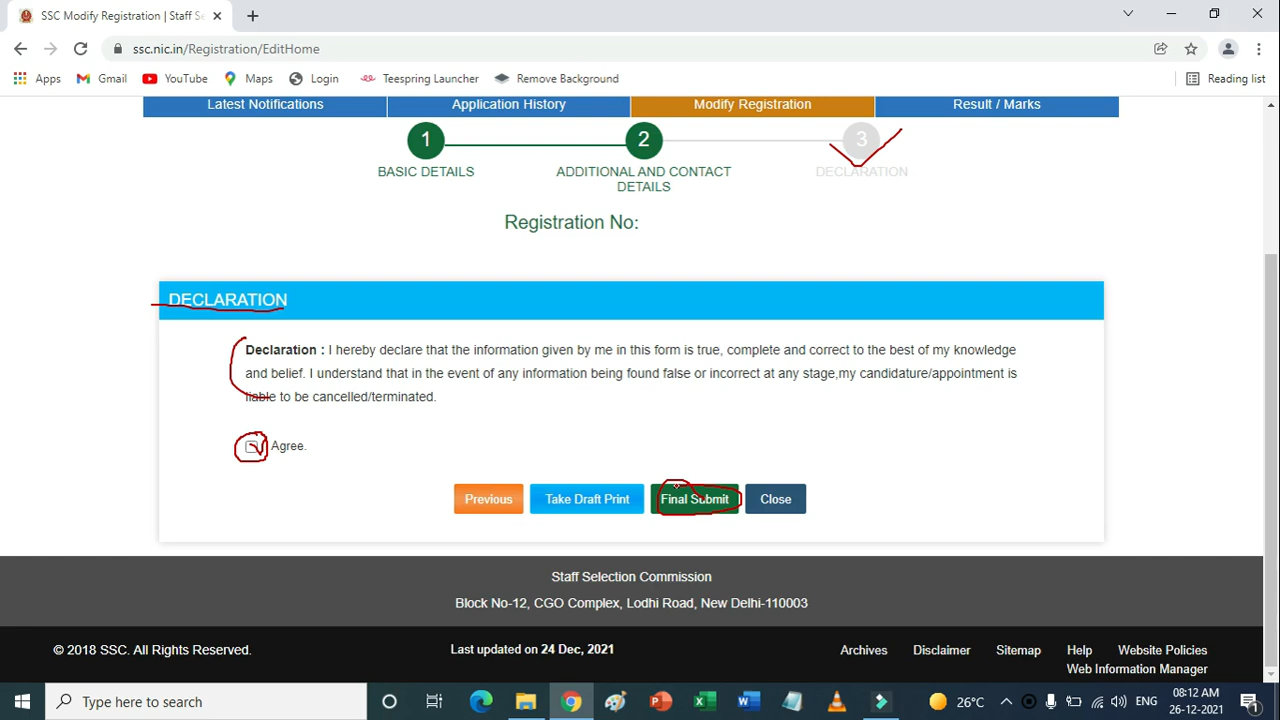 SSC Modify Registration | Staff Se
ssc.nic.in/Registration/EditHome
Apps Gmail YouTube Maps Login Teespring Launcher Remove Background Reading list
Latest Notifications Application History Modify Registration Result / Marks
1 2 3
BASIC DETAILS ADDITIONAL AND CONTACT DETAILS DECLARATION
Registration No:
DECLARATION
Declaration : I hereby declare that the information given by me in this form is true, complete and correct to the best of my knowledge
and belief. I understand that in the event of any information being found false or incorrect at any stage,my candidature/appointment is
liable to be cancelled/terminated.
Agree.
Previous Take Draft Print Final Submit Close
Staff Selection Commission
Block No-12, CGO Complex, Lodhi Road, New Delhi-110003
© 2018 SSC. All Rights Reserved. Last updated on 24 Dec, 2021 Archives Disclaimer Sitemap Help Website Policies
Web Information Manager
Type here to search 26°C ENG 08:12 AM
26-12-2021 1